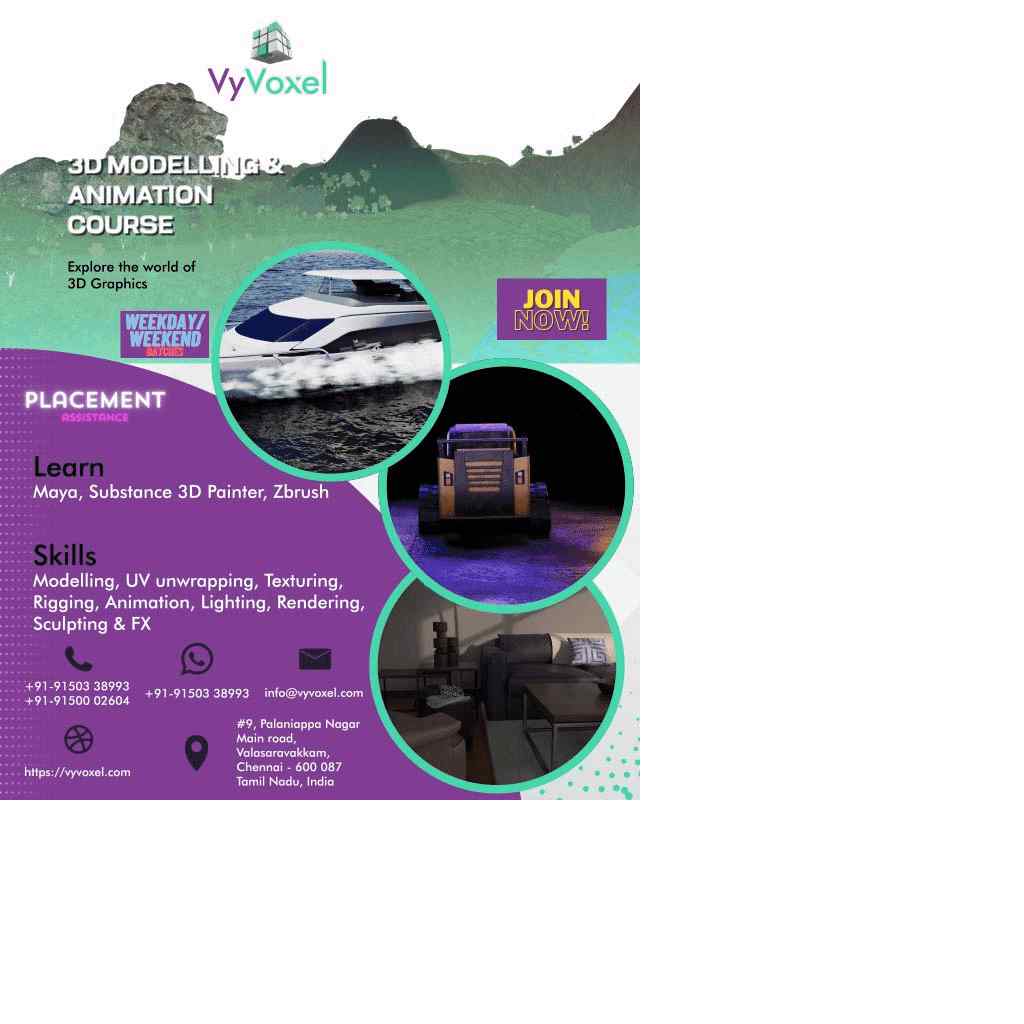 VyVoxel
3D MODELLING &
ANIMATION
COURSE
Explore the world of
3D Graphics
WEEKDAY/
WEEKEND
BATCHES
JOIN
NOW!
PLACEMENT
ASSISTANCE
Learn
Maya, Substance 3D Painter, Zbrush
Skills
Modelling, UV unwrapping, Texturing,
Rigging, Animation, Lighting, Rendering,
Sculpting & FX
+91-91503 38993
+91-91500 02604
+91-91503 38993
info@vyvoxel.com
https://vyvoxel.com
#9, Palaniappa Nagar
Main road,
Valasaravakkam,
Chennai - 600 087
Tamil Nadu, India